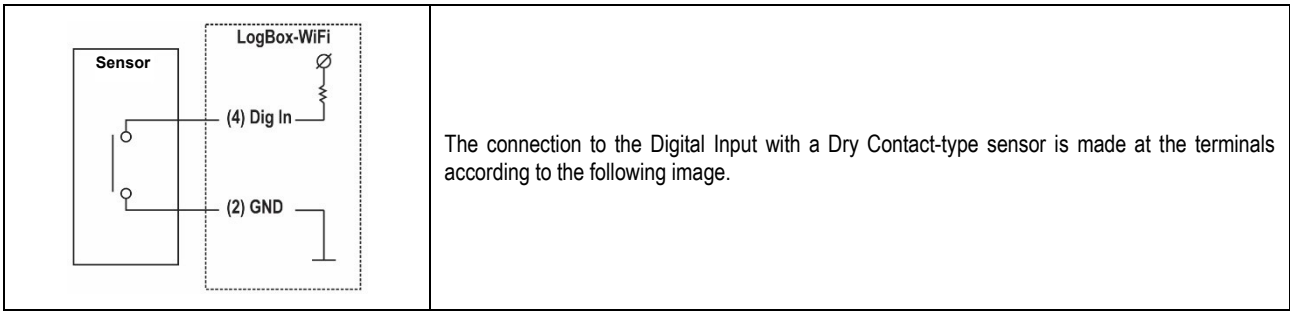 LogBox-WiFi
Sensor
(4) Dig In
(2) GND
The connection to the Digital Input with a Dry Contact-type sensor is made at the terminals
according to the following image.